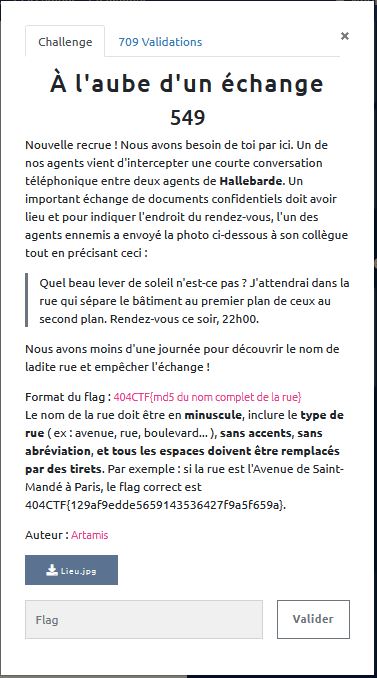 Challenge
709 Validations
×
À l'aube d'un échange
549
Nouvelle recrue ! Nous avons besoin de toi par ici. Un de
nos agents vient d'intercepter une courte conversation
téléphonique entre deux agents de Hallebarde. Un
important échange de documents confidentiels doit avoir
lieu et pour indiquer l'endroit du rendez-vous, l'un des
agents ennemis a envoyé la photo ci-dessous à son collègue
tout en précisant ceci :
Quel beau lever de soleil n'est-ce pas ? J'attendrai dans la
rue qui sépare le bâtiment au premier plan de ceux au
second plan. Rendez-vous ce soir, 22h00.
Nous avons moins d'une journée pour découvrir le nom de
ladite rue et empêcher l'échange !
Format du flag : 404CTF{md5 du nom complet de la rue}
Le nom de la rue doit être en minuscule, inclure le type de
rue ( ex : avenue, rue, boulevard... ), sans accents, sans
abréviation, et tous les espaces doivent être remplacés
par des tirets. Par exemple : si la rue est l'Avenue de Saint-
Mandé à Paris, le flag correct est
404CTF{129af9edde5659143536427f9a5f659a}.
Auteur : Artamis
Lieu.jpg
Flag
Valider